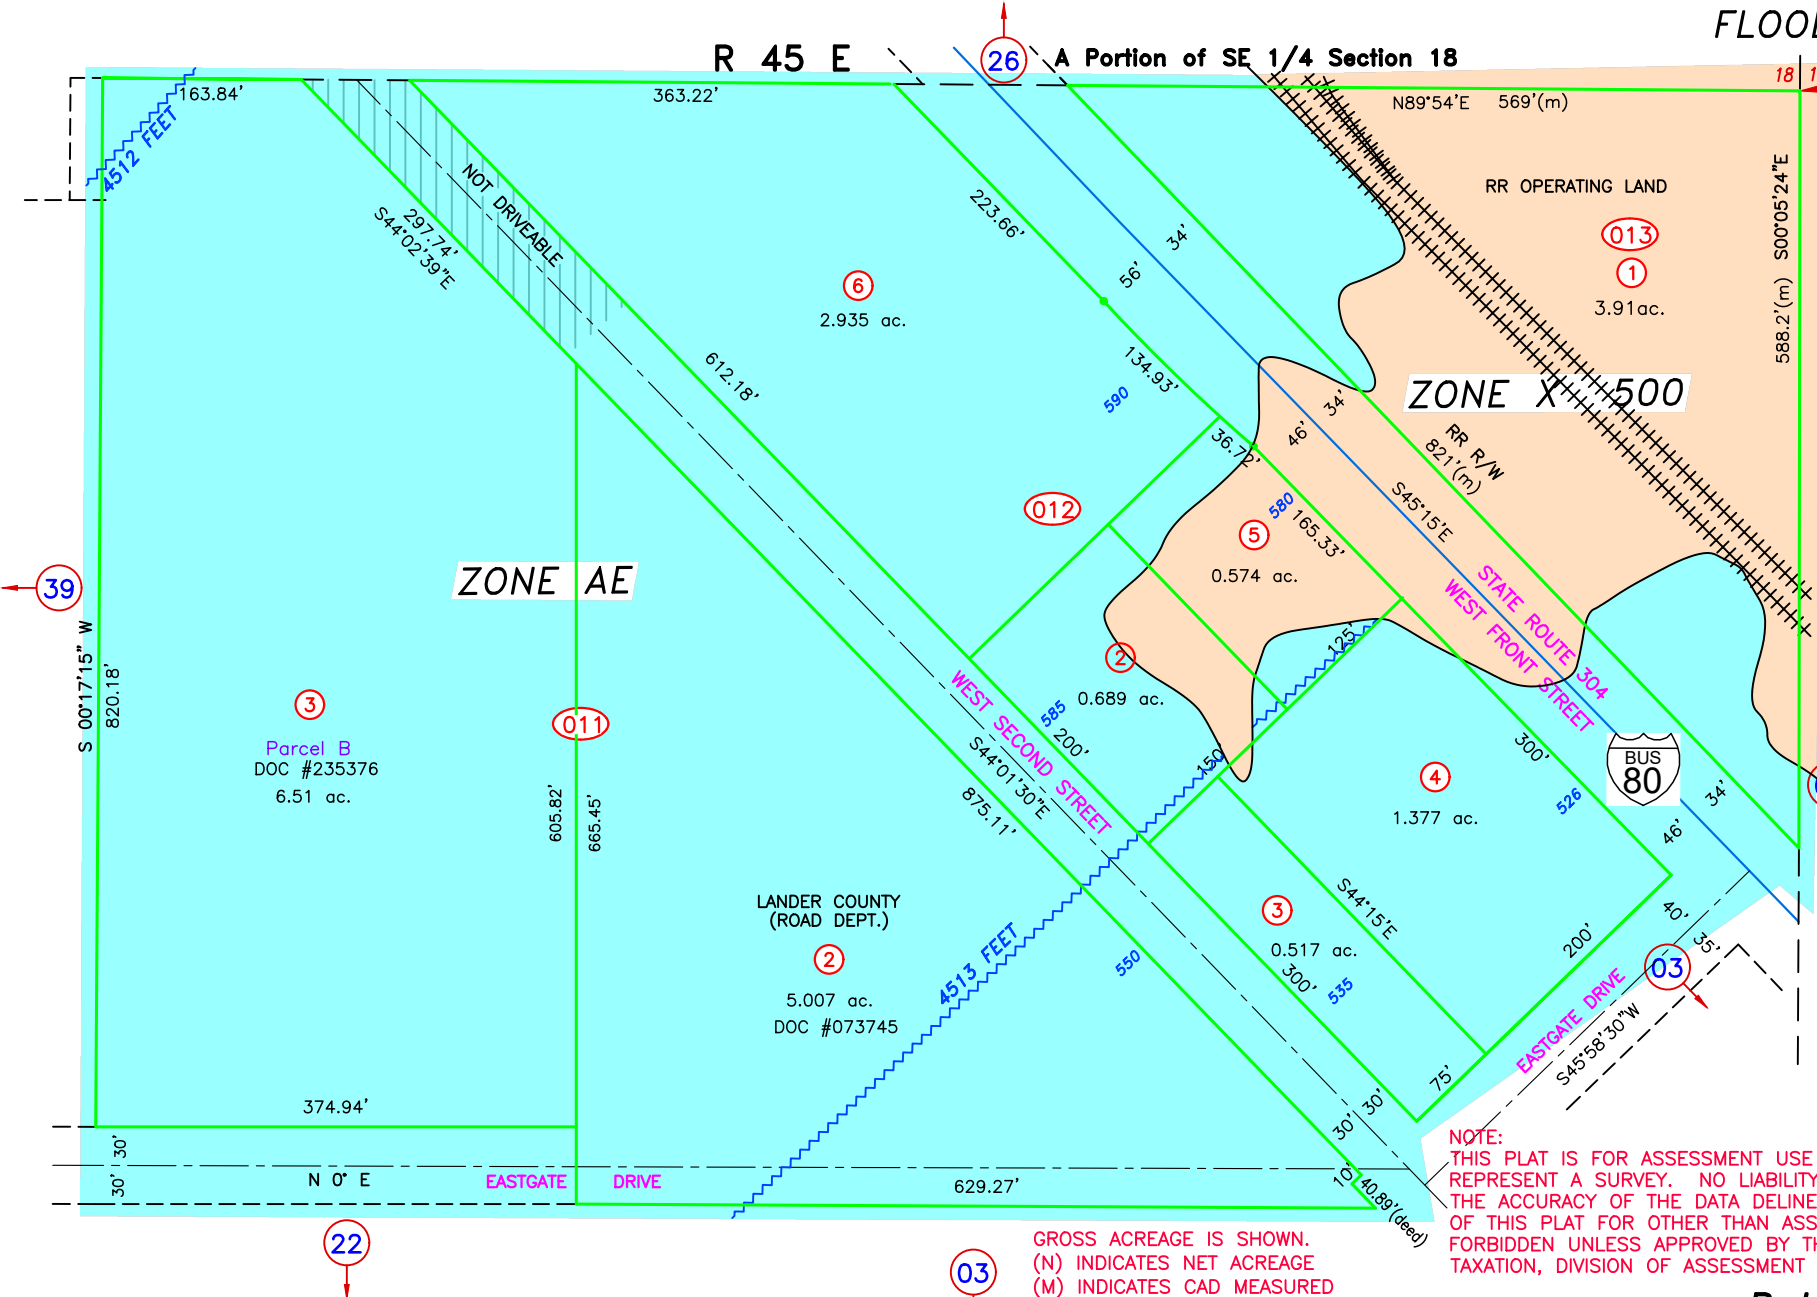 FLOOD
R 45 E
26
A Portion of SE 1/4 Section 18
18
163.84'
363.22'
N89°54'E 569'(m)
4512 FEET
NOT DRIVEABLE
297.74'
S44°02'39"E
223.66'
34'
56'
RR OPERATING LAND
013
1
3.91ac.
S00°05'24"E
588.2'(m)
6
2.935 ac.
134.93'
590
612.18'
ZONE X 500
34'
46'
36.72'
RR R/W
821'(m)
S45°15'E
012
580
165.33'
5
0.574 ac.
ZONE AE
39
STATE ROUTE 304
WEST FRONT STREET
125'
2
0.689 ac.
585
200'
WEST SECOND STREET
S44°01'30"E
875.11'
150'
S 00°17'15" W
820.18'
3
Parcel B
DOC #235376
6.51 ac.
011
605.82'
665.45'
300'
BUS
80
4
1.377 ac.
526
34'
46'
LANDER COUNTY
(ROAD DEPT.)
2
5.007 ac.
DOC #073745
4513 FEET
550
S44°15'E
3
0.517 ac.
300'
535
200'
40'
35'
03
EASTGATE DRIVE
S45°58'30"W
75'
30'
30'
374.94'
30'
30'
N 0° E
EASTGATE DRIVE
629.27'
10'
40.89'(deed)
22
03
GROSS ACREAGE IS SHOWN.
(N) INDICATES NET ACREAGE
(M) INDICATES CAD MEASURED
NOTE:
THIS PLAT IS FOR ASSESSMENT USE
REPRESENT A SURVEY. NO LIABILITY
THE ACCURACY OF THE DATA DELINE
OF THIS PLAT FOR OTHER THAN ASS
FORBIDDEN UNLESS APPROVED BY TH
TAXATION, DIVISION OF ASSESSMENT